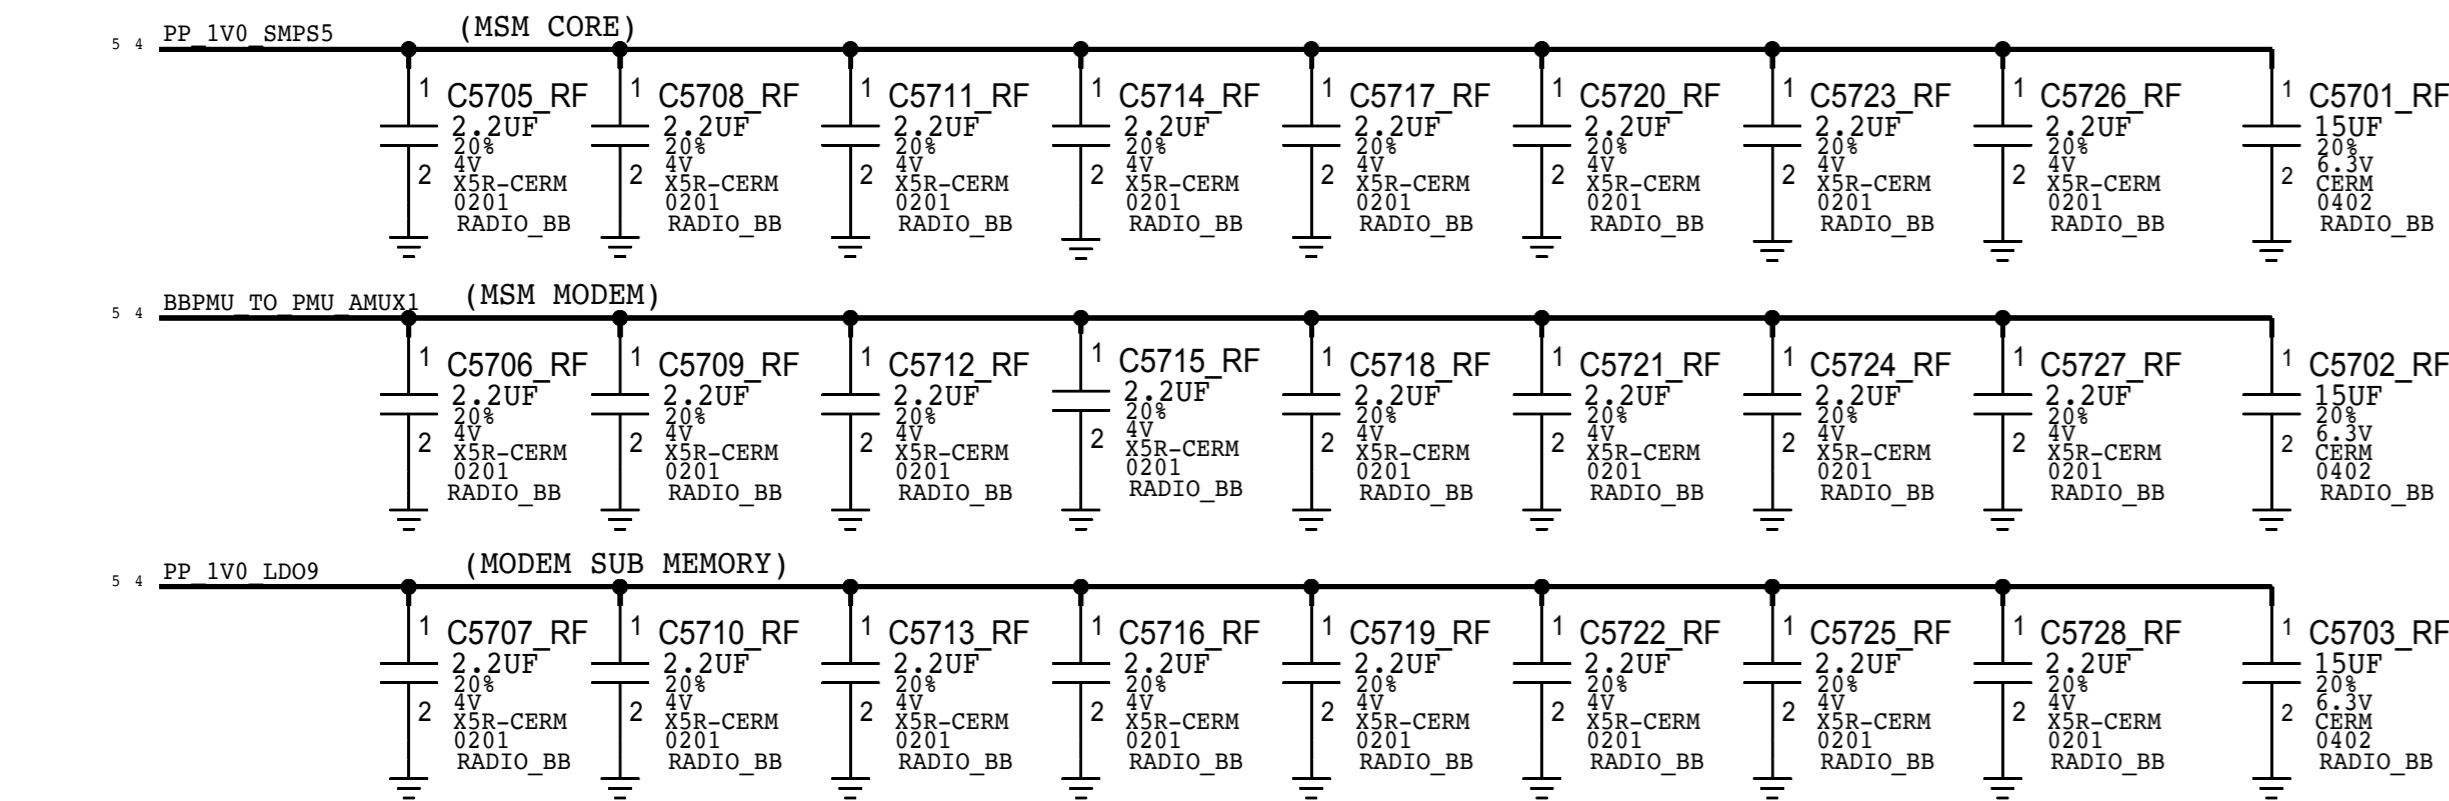 5 4 PP_1V0_SMPS5 (MSM CORE)
1 C5705_RF 1 C5708_RF 1 C5711_RF 1 C5714_RF 1 C5717_RF 1 C5720_RF 1 C5723_RF 1 C5726_RF 1 C5701_RF
2.2UF 2.2UF 2.2UF 2.2UF 2.2UF 2.2UF 2.2UF 2.2UF 15UF
20% 20% 20% 20% 20% 20% 20% 20% 20%
4V 4V 4V 4V 4V 4V 4V 4V 6.3V
2 X5R-CERM 2 X5R-CERM 2 X5R-CERM 2 X5R-CERM 2 X5R-CERM 2 X5R-CERM 2 X5R-CERM 2 X5R-CERM 2 CERM
0201 0201 0201 0201 0201 0201 0201 0201 0402
RADIO_BB RADIO_BB RADIO_BB RADIO_BB RADIO_BB RADIO_BB RADIO_BB RADIO_BB RADIO_BB
5 4 BBPMU_TO_PMU_AMUX1 (MSM MODEM)
1 C5706_RF 1 C5709_RF 1 C5712_RF 1 C5715_RF 1 C5718_RF 1 C5721_RF 1 C5724_RF 1 C5727_RF 1 C5702_RF
2.2UF 2.2UF 2.2UF 2.2UF 2.2UF 2.2UF 2.2UF 2.2UF 15UF
20% 20% 20% 20% 20% 20% 20% 20% 20%
4V 4V 4V 4V 4V 4V 4V 4V 6.3V
2 X5R-CERM 2 X5R-CERM 2 X5R-CERM 2 X5R-CERM 2 X5R-CERM 2 X5R-CERM 2 X5R-CERM 2 X5R-CERM 2 CERM
0201 0201 0201 0201 0201 0201 0201 0201 0402
RADIO_BB RADIO_BB RADIO_BB RADIO_BB RADIO_BB RADIO_BB RADIO_BB RADIO_BB RADIO_BB
5 4 PP_1V0_LDO9 (MODEM SUB MEMORY)
1 C5707_RF 1 C5710_RF 1 C5713_RF 1 C5716_RF 1 C5719_RF 1 C5722_RF 1 C5725_RF 1 C5728_RF 1 C5703_RF
2.2UF 2.2UF 2.2UF 2.2UF 2.2UF 2.2UF 2.2UF 2.2UF 15UF
20% 20% 20% 20% 20% 20% 20% 20% 20%
4V 4V 4V 4V 4V 4V 4V 4V 6.3V
2 X5R-CERM 2 X5R-CERM 2 X5R-CERM 2 X5R-CERM 2 X5R-CERM 2 X5R-CERM 2 X5R-CERM 2 X5R-CERM 2 CERM
0201 0201 0201 0201 0201 0201 0201 0201 0402
RADIO_BB RADIO_BB RADIO_BB RADIO_BB RADIO_BB RADIO_BB RADIO_BB RADIO_BB RADIO_BB